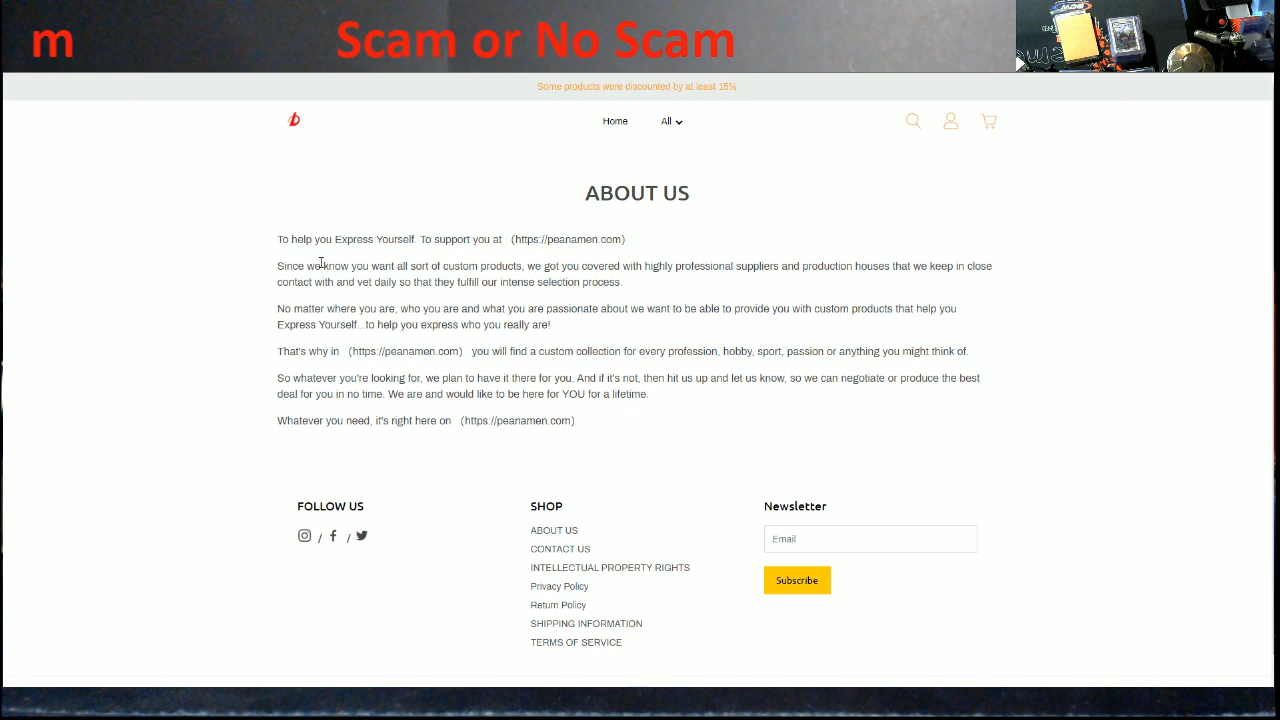 m Scam or No Scam
Some products were discounted by at least 15%
Home All
ABOUT US
To help you Express Yourself. To support you at (https://peanamen.com)
Since we know you want all sort of custom products, we got you covered with highly professional suppliers and production houses that we keep in close
contact with and vet daily so that they fulfill our intense selection process.
No matter where you are, who you are and what you are passionate about we want to be able to provide you with custom products that help you
Express Yourself...to help you express who you really are!
That's why in (https://peanamen.com) you will find a custom collection for every profession, hobby, sport, passion or anything you might think of.
So whatever you're looking for, we plan to have it there for you. And if it's not, then hit us up and let us know, so we can negotiate or produce the best
deal for you in no time. We are and would like to be here for YOU for a lifetime.
Whatever you need, it's right here on (https://peanamen.com)
FOLLOW US
/ /
SHOP
ABOUT US
CONTACT US
INTELLECTUAL PROPERTY RIGHTS
Privacy Policy
Return Policy
SHIPPING INFORMATION
TERMS OF SERVICE
Newsletter
Email
Subscribe